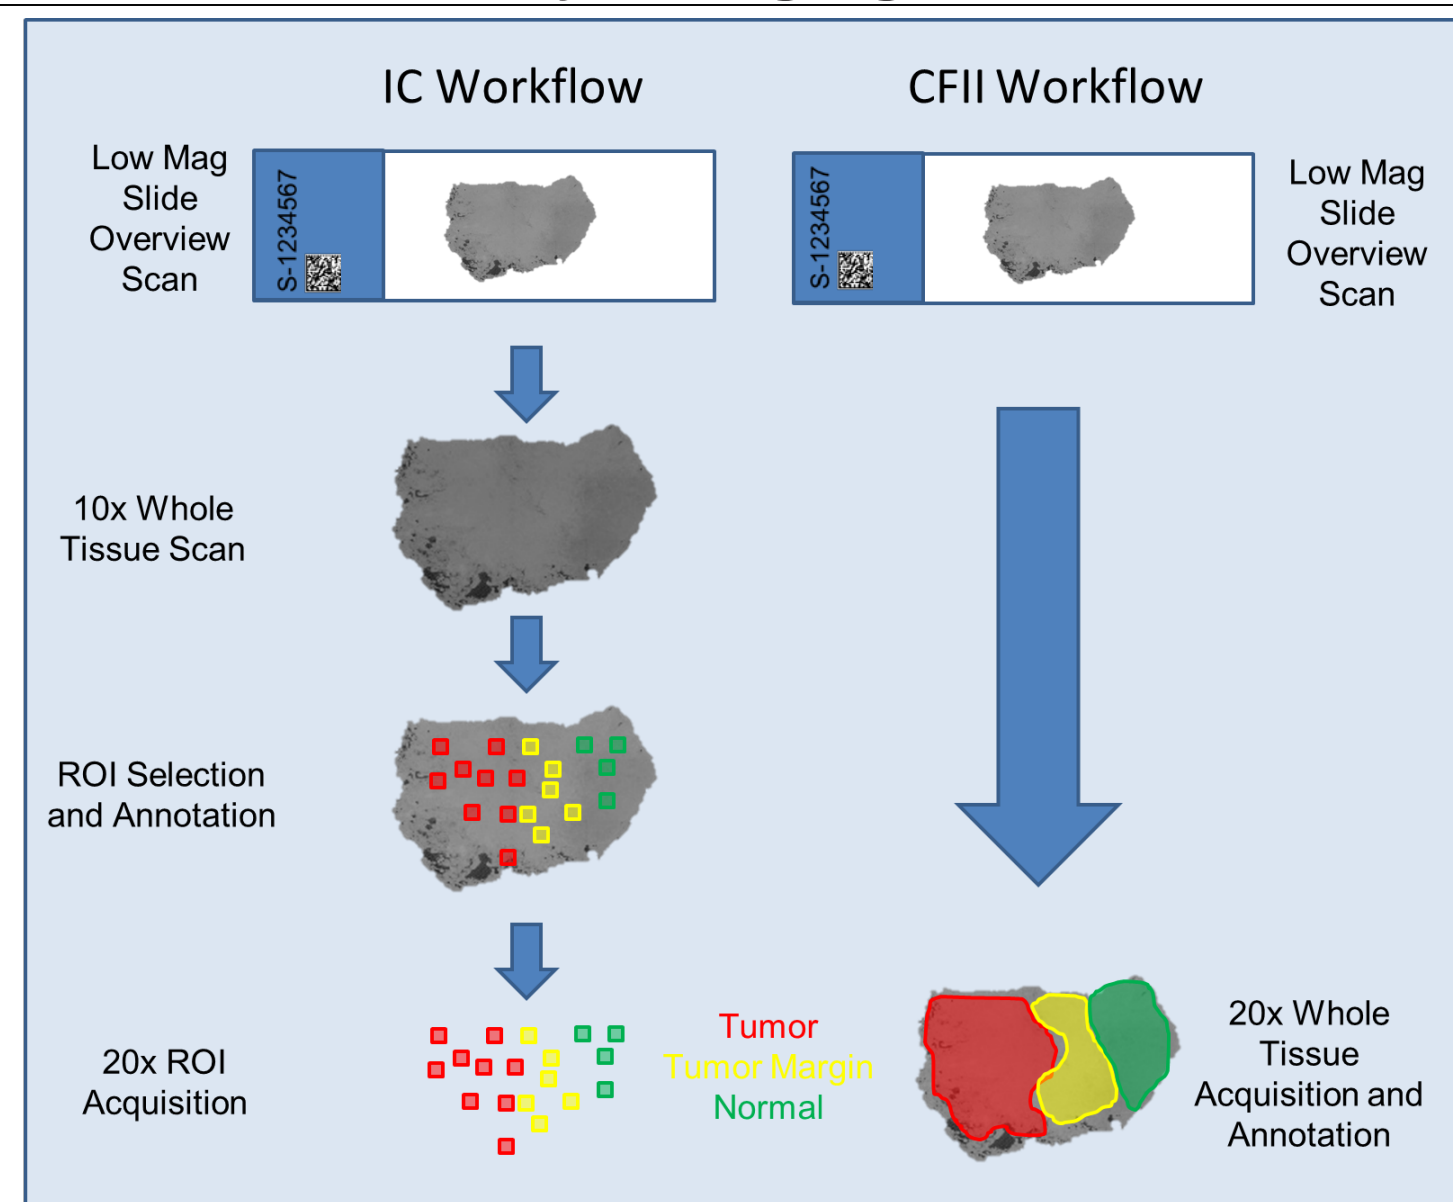 IC Workflow
CFII Workflow
Low Mag
Slide
Overview
Scan
S-1234567
S-1234567
Low Mag
Slide
Overview
Scan
10x Whole
Tissue Scan
ROI Selection
and Annotation
20x ROI
Acquisition
Tumor
Tumor Margin
Normal
20x Whole
Tissue
Acquisition and
Annotation